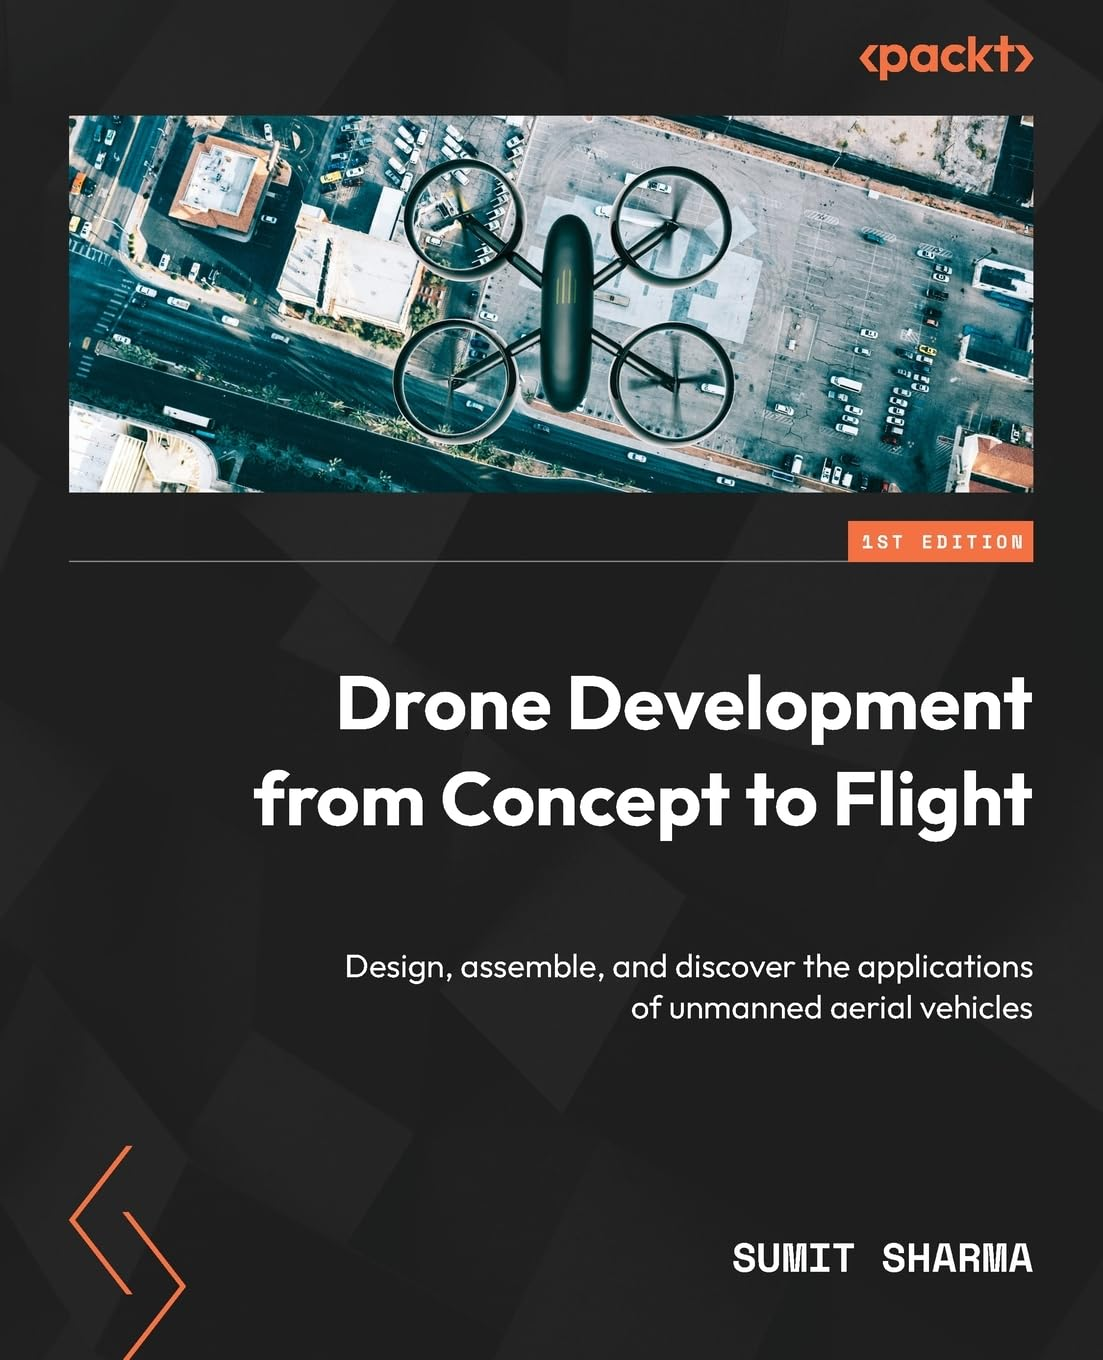 <packt>
1ST EDITION
Drone Development
from Concept to Flight
Design, assemble, and discover the applications
of unmanned aerial vehicles
SUMIT SHARMA